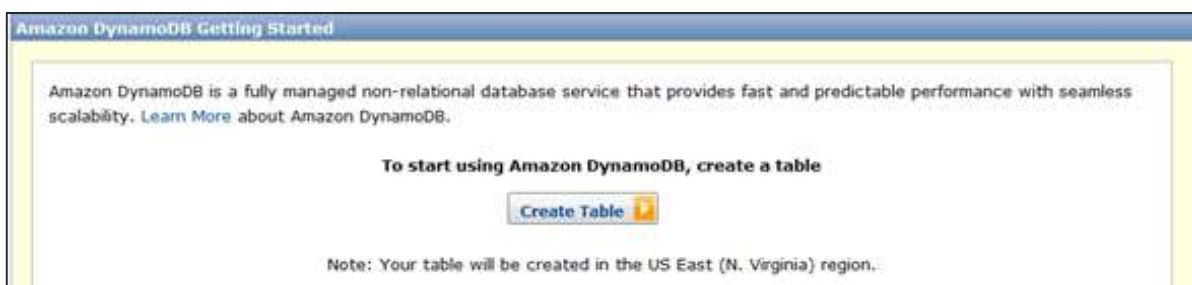 Amazon DynamoDB Getting Started
Amazon DynamoDB is a fully managed non-relational database service that provides fast and predictable performance with seamless
scalability. Learn More about Amazon DynamoDB.
To start using Amazon DynamoDB, create a table
Create Table
Note: Your table will be created in the US East (N. Virginia) region.